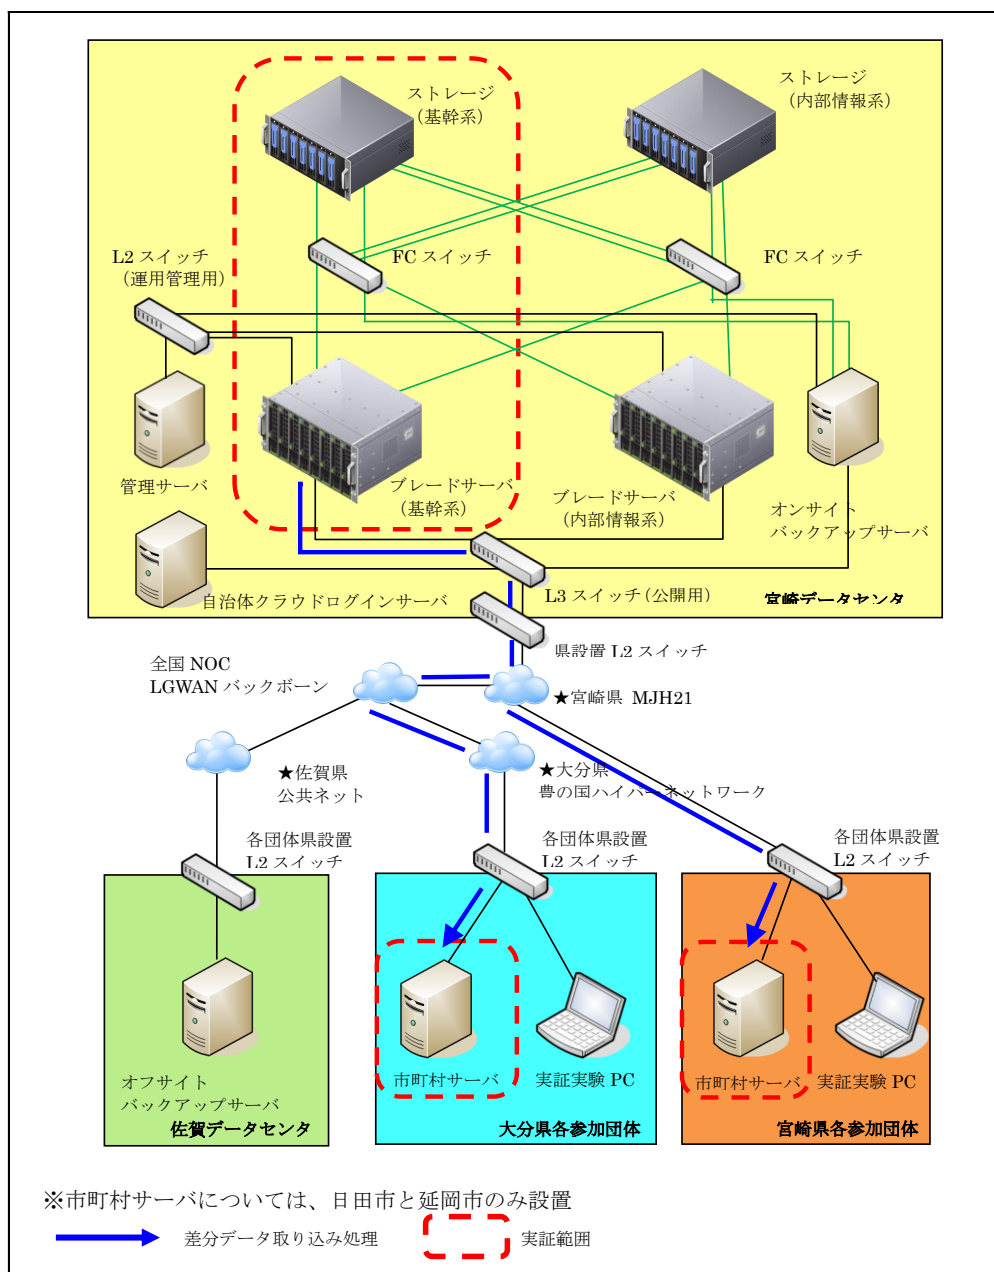 ストレージ
（基幹系）
ストレージ
（内部情報系）
L2 スイッチ
（運用管理用）
FC スイッチ
FC スイッチ
管理サーバ
ブレードサーバ
（基幹系）
ブレードサーバ
（内部情報系）
オンサイト
バックアップサーバ
自治体クラウドログインサーバ
L3 スイッチ（公開用）
宮崎データセンタ
県設置 L2 スイッチ
全国 NOC
LGWAN バックボーン
★宮崎県 MJH21
★佐賀県
公共ネット
★大分県
豊の国ハイパーネットワーク
各団体県設置
L2 スイッチ
各団体県設置
L2 スイッチ
各団体県設置
L2 スイッチ
オフサイト
バックアップサーバ
佐賀データセンタ
市町村サーバ
実証実験 PC
大分県各参加団体
市町村サーバ
実証実験 PC
宮崎県各参加団体
※市町村サーバについては、日田市と延岡市のみ設置
差分データ取り込み処理
実証範囲